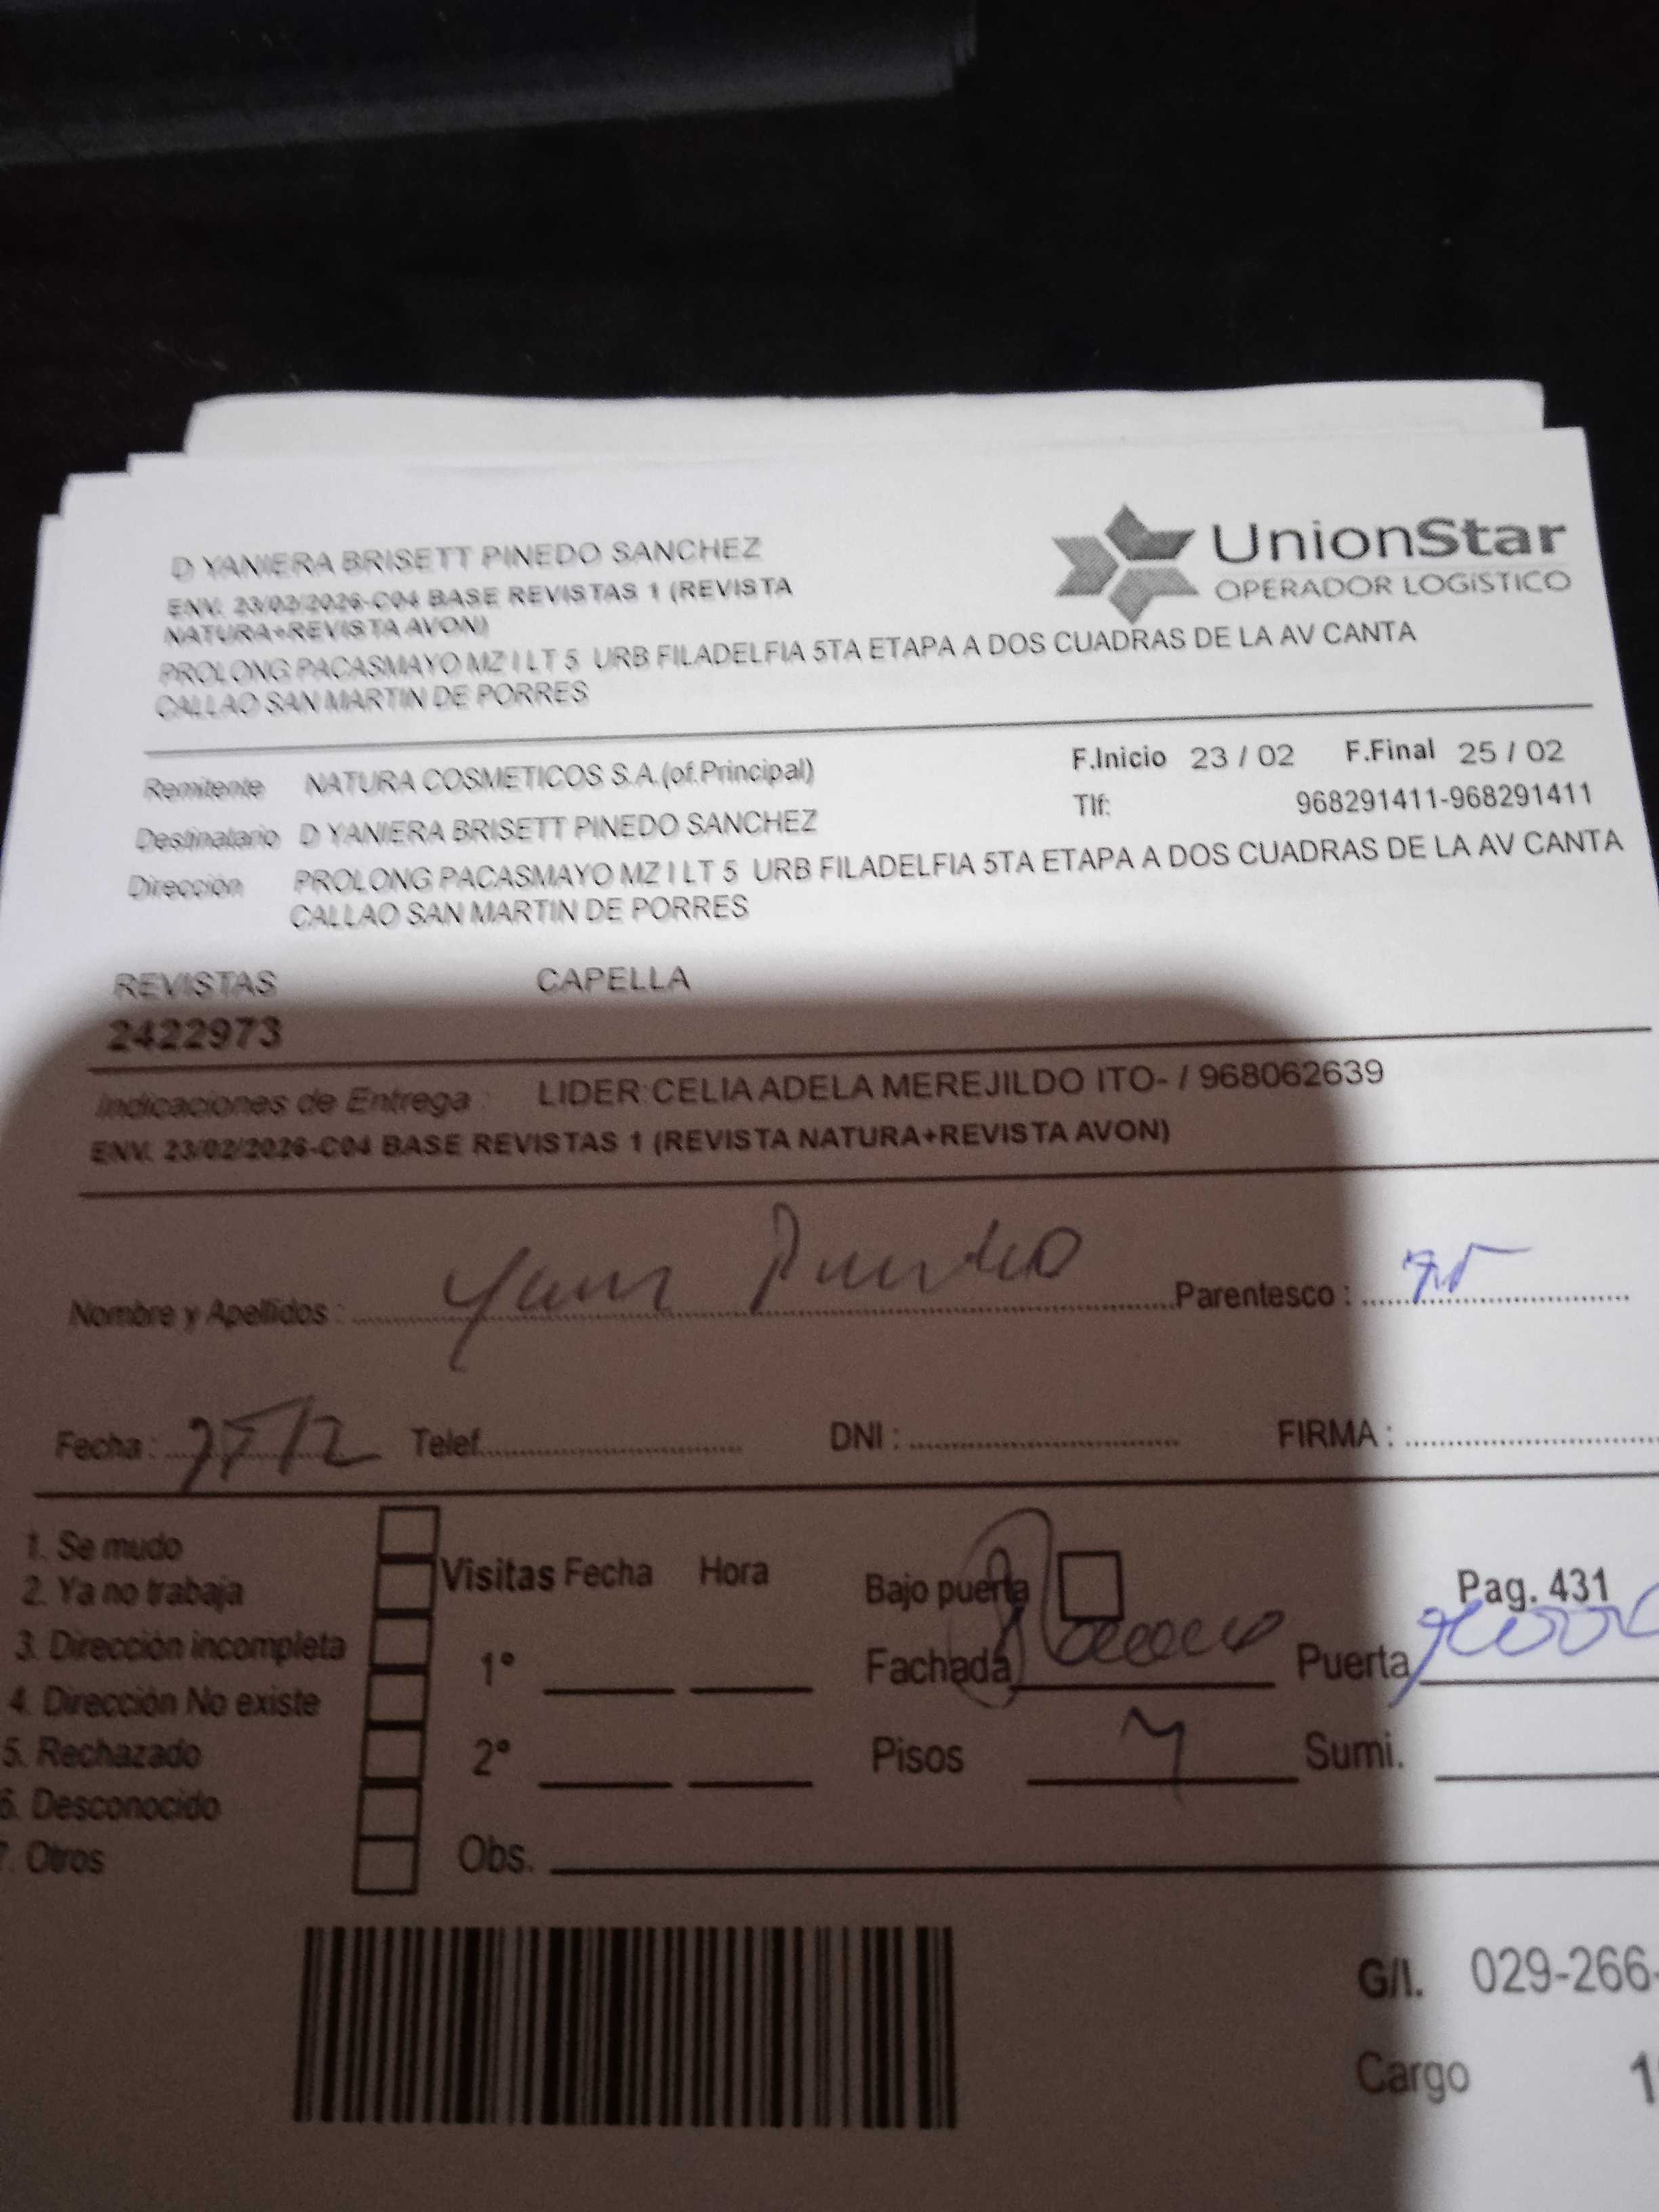 D YANIERA BRISETT PINEDO SANCHEZ
ENV. 23/02/2026-C04 BASE REVISTAS 1 (REVISTA
NATURA+REVISTA AVON)
PROLONG PACASMAYO MZ I LT 5 URB FILADELFIA 5TA ETAPA A DOS CUADRAS DE LA AV CANTA
CALLAO SAN MARTIN DE PORRES
UnionStar
OPERADOR LOGÍSTICO
Remitente NATURA COSMETICOS S.A.(of.Principal) F.Inicio 23 / 02 F.Final 25 / 02
Destinatario D YANIERA BRISETT PINEDO SANCHEZ Tlf: 968291411-968291411
Dirección PROLONG PACASMAYO MZ I LT 5 URB FILADELFIA 5TA ETAPA A DOS CUADRAS DE LA AV CANTA
CALLAO SAN MARTIN DE PORRES
REVISTAS CAPELLA
2422973
Indicaciones de Entrega : LIDER:CELIA ADELA MEREJILDO ITO- / 968062639
ENV. 23/02/2026-C04 BASE REVISTAS 1 (REVISTA NATURA+REVISTA AVON)
Nombre y Apellidos : Parentesco :
Fecha : 25/2 Telef. DNI : FIRMA :
1. Se mudo
2. Ya no trabaja
3. Dirección incompleta
4. Dirección No existe
5. Rechazado
6. Desconocido
7. Otros
Visitas Fecha Hora
1°
2°
Obs.
Bajo puerta Pag. 431
Fachada Puerta
Pisos Sumi.
G/I. 029-266-
Cargo